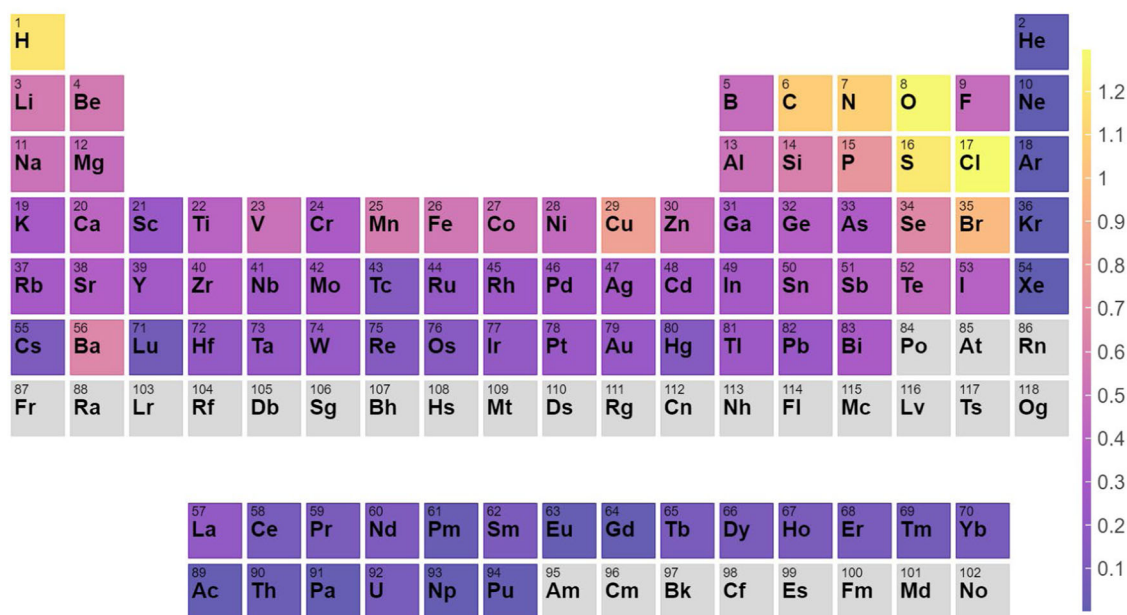 1 2
H He
3 4 5 6 7 8 9 10
Li Be B C N O F Ne
11 12 13 14 15 16 17 18
Na Mg Al Si P S Cl Ar
19 20 21 22 23 24 25 26 27 28 29 30 31 32 33 34 35 36
K Ca Sc Ti V Cr Mn Fe Co Ni Cu Zn Ga Ge As Se Br Kr
37 38 39 40 41 42 43 44 45 46 47 48 49 50 51 52 53 54
Rb Sr Y Zr Nb Mo Tc Ru Rh Pd Ag Cd In Sn Sb Te I Xe
55 56 71 72 73 74 75 76 77 78 79 80 81 82 83 84 85 86
Cs Ba Lu Hf Ta W Re Os Ir Pt Au Hg Tl Pb Bi Po At Rn
87 88 103 104 105 106 107 108 109 110 111 112 113 114 115 116 117 118
Fr Ra Lr Rf Db Sg Bh Hs Mt Ds Rg Cn Nh Fl Mc Lv Ts Og
57 58 59 60 61 62 63 64 65 66 67 68 69 70
La Ce Pr Nd Pm Sm Eu Gd Tb Dy Ho Er Tm Yb
89 90 91 92 93 94 95 96 97 98 99 100 101 102
Ac Th Pa U Np Pu Am Cm Bk Cf Es Fm Md No
1.2
1.1
1
0.9
0.8
0.7
0.6
0.5
0.4
0.3
0.2
0.1